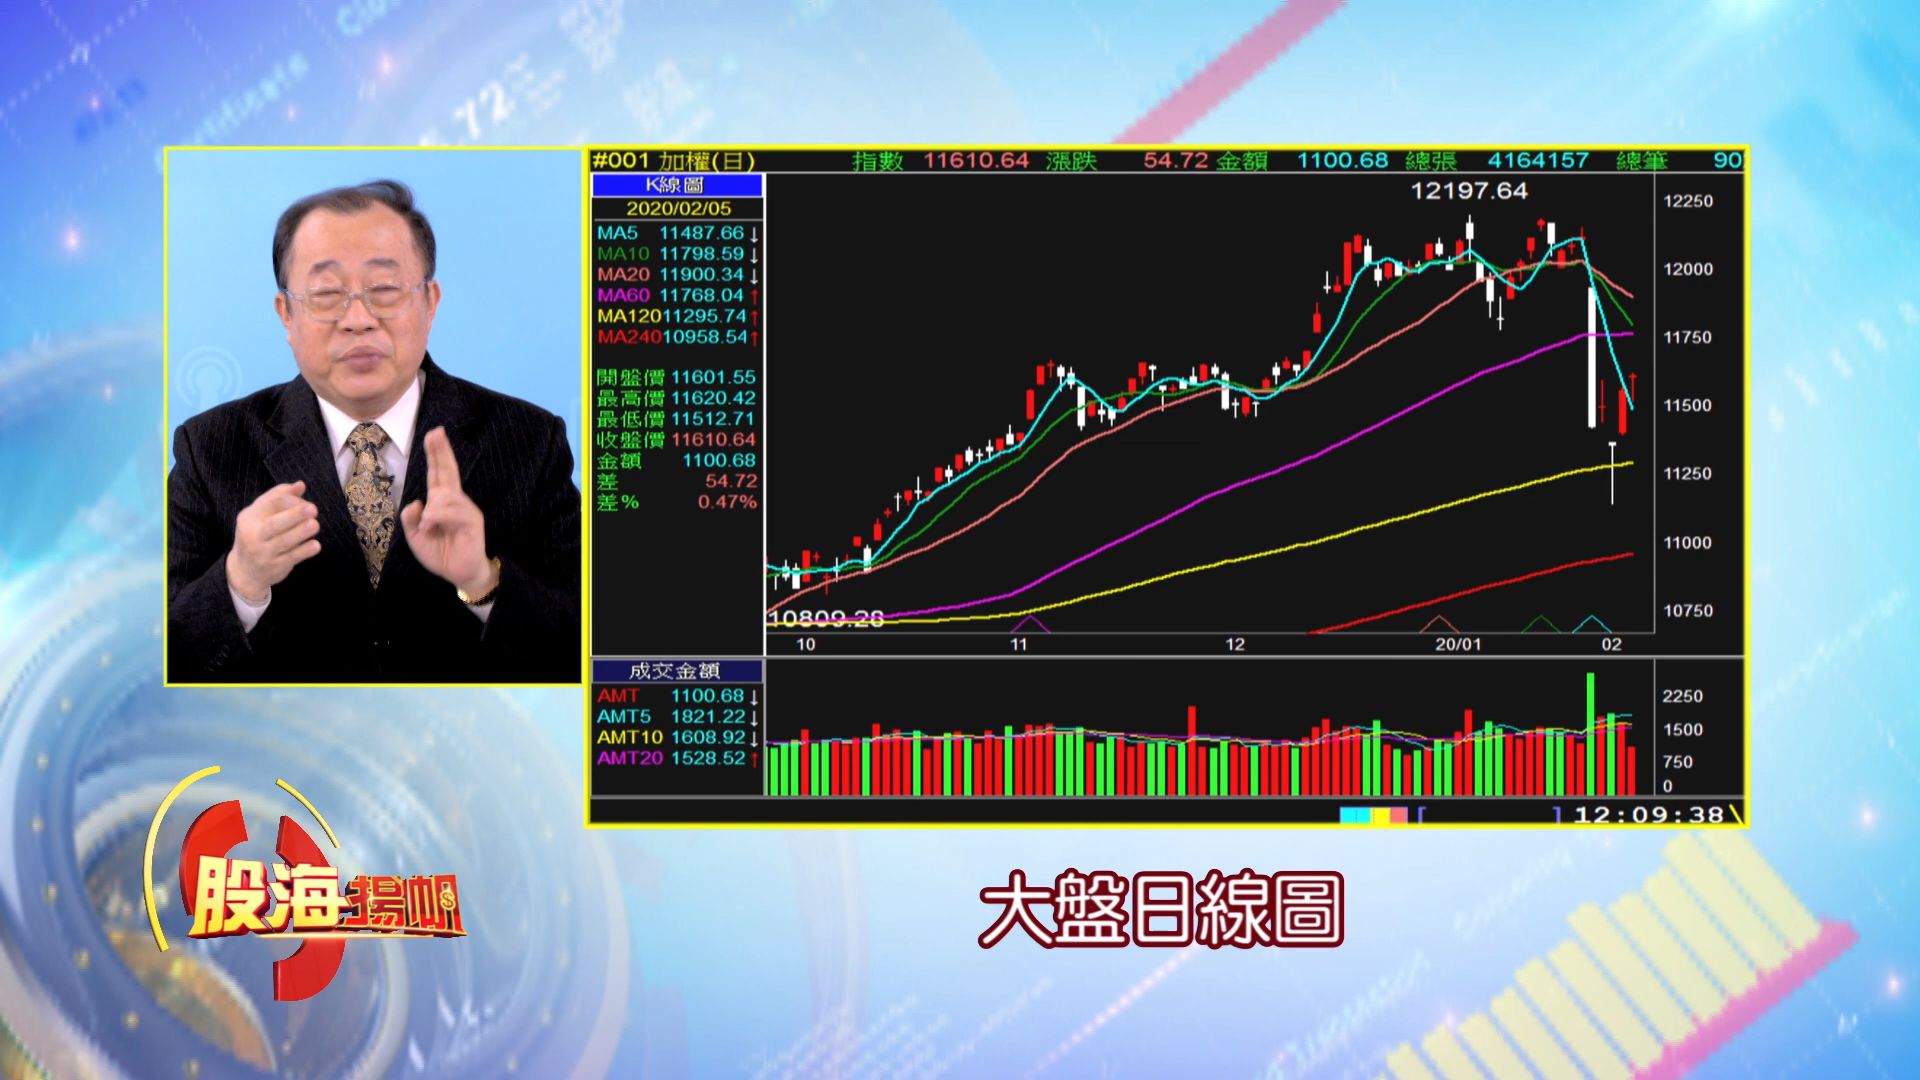 #001 加權(日) 指數 11610.64 漲跌 54.72 金額 1100.68 總張 4164157 總筆 90
K線圖
2020/02/05
MA5 11487.66↓
MA10 11798.59↓
MA20 11900.34↓
MA60 11768.04↑
MA120 11295.74↑
MA240 10958.54↑
開盤價 11601.55
最高價 11620.42
最低價 11512.71
收盤價 11610.64
金額 1100.68
差 54.72
差% 0.47%
12197.64
10809.28
12250
12000
11750
11500
11250
11000
10750
10 11 12 20/01 02
成交金額
AMT 1100.68↓
AMT5 1821.22↓
AMT10 1608.92↓
AMT20 1528.52↑
2250
1500
750
0
[ ] 12:09:38\
股海揚帆
大盤日線圖